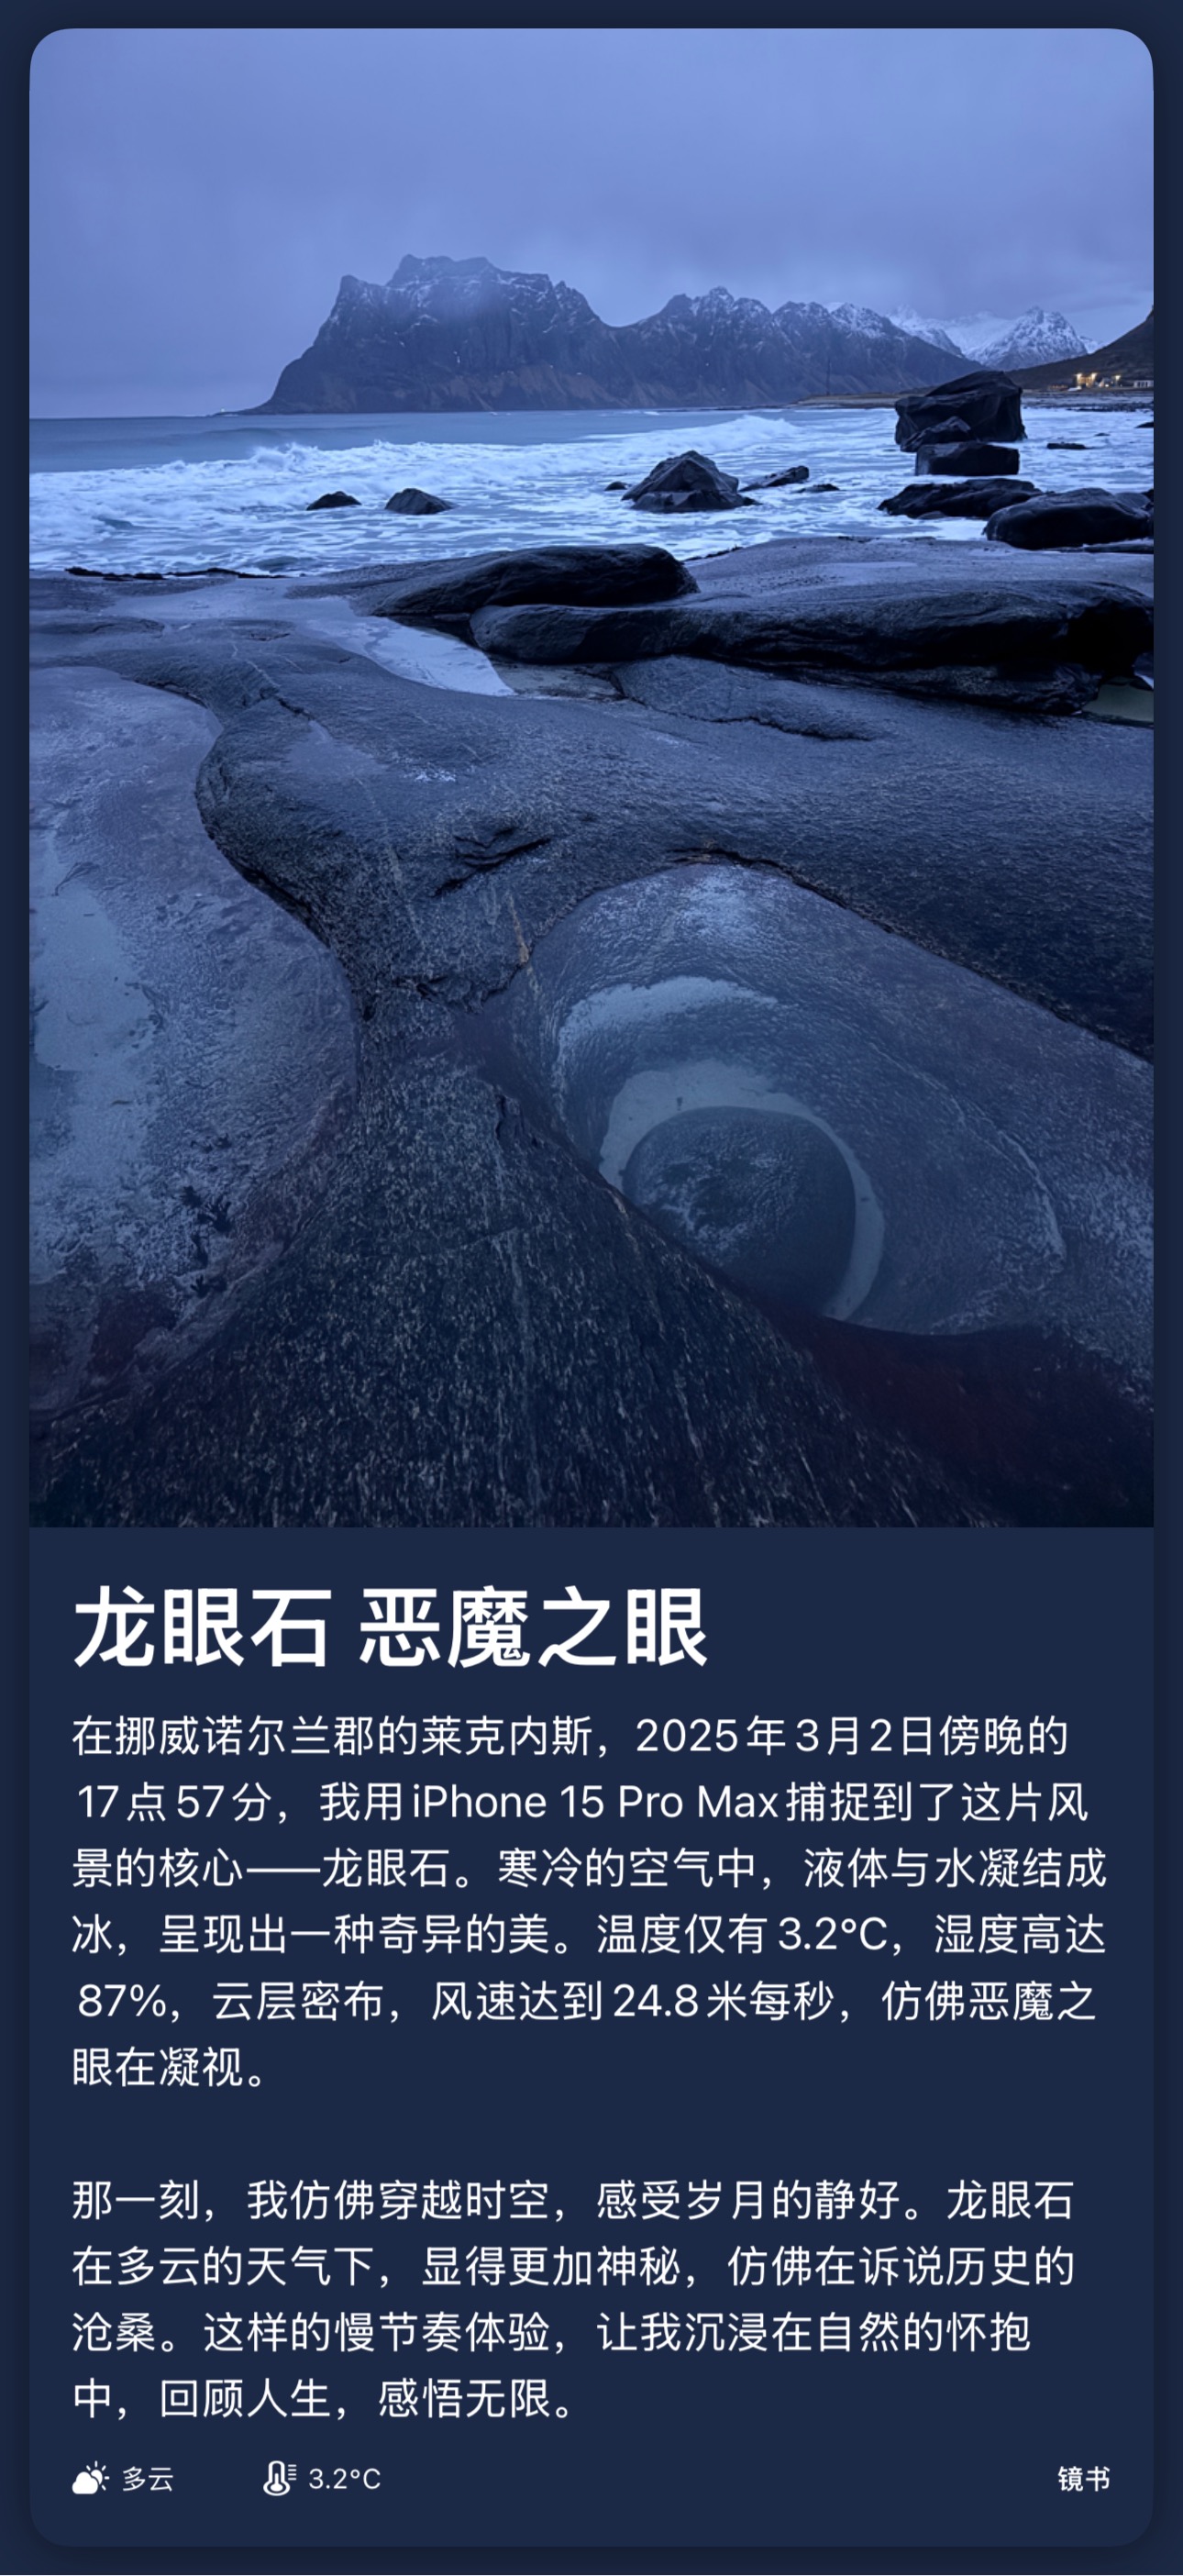 龙眼石 恶魔之眼
在挪威诺尔兰郡的莱克内斯，2025年3月2日傍晚的
17点57分，我用iPhone 15 Pro Max捕捉到了这片风
景的核心——龙眼石。寒冷的空气中，液体与水凝结成
冰，呈现出一种奇异的美。温度仅有3.2°C，湿度高达
87%，云层密布，风速达到24.8米每秒，仿佛恶魔之
眼在凝视。
那一刻，我仿佛穿越时空，感受岁月的静好。龙眼石
在多云的天气下，显得更加神秘，仿佛在诉说历史的
沧桑。这样的慢节奏体验，让我沉浸在自然的怀抱
中，回顾人生，感悟无限。
多云 3.2°C 镜书